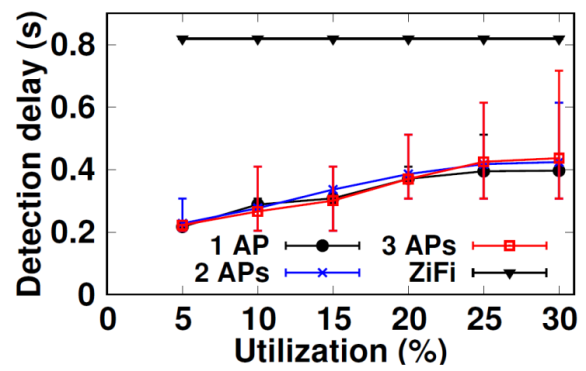 Detection delay (s)
0.8
0.6
0.4
0.2
0
1 AP 3 APs
2 APs ZiFi
0 5 10 15 20 25 30
Utilization (%)